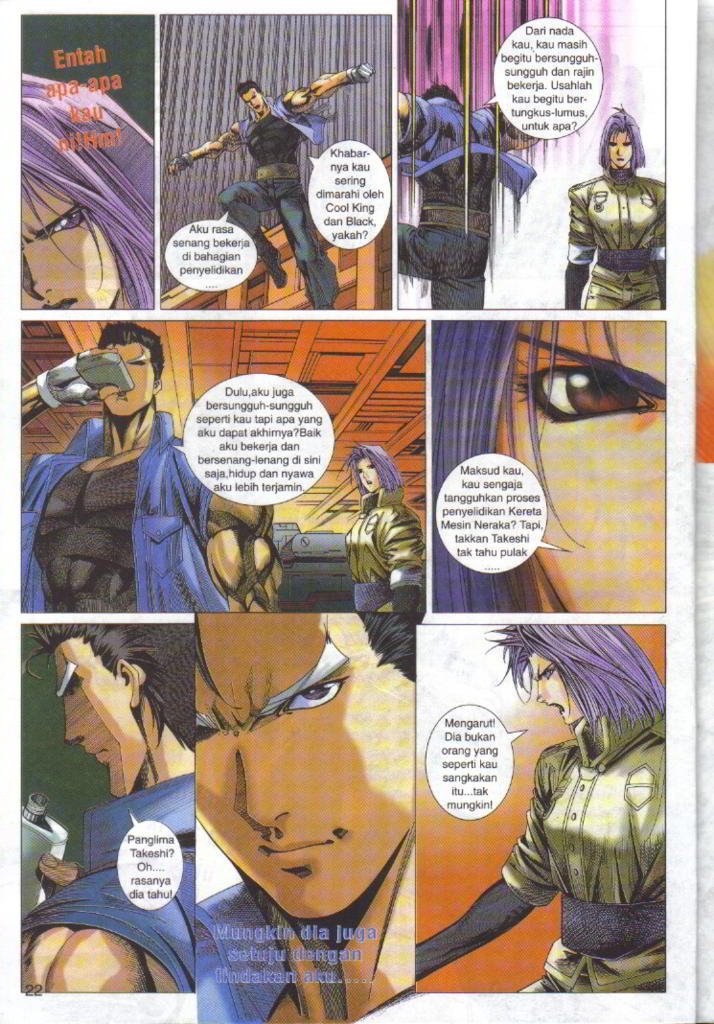 Entah
apa-apa
kau
ni!Hm!
Khabar-
nya kau
sering
dimarahi oleh
Cool King
dan Black,
yakah?
Aku rasa
senang bekerja
di bahagian
penyelidikan
....
Dari nada
kau, kau masih
begitu bersungguh-
sungguh dan rajin
bekerja. Usahlah
kau begitu ber-
tungkus-lumus,
untuk apa?
Dulu,aku juga
bersungguh-sungguh
seperti kau tapi apa yang
aku dapat akhirnya?Baik
aku bekerja dan
bersenang-lenang di sini
saja,hidup dan nyawa
aku lebih terjamin.
Maksud kau,
kau sengaja
tangguhkan proses
penyelidikan Kereta
Mesin Neraka? Tapi,
takkan Takeshi
tak tahu pulak
.....
Panglima
Takeshi?
Oh....
rasanya
dia tahu!
Mungkin dia juga
setuju dengan
tindakan aku.....
Mengarut!
Dia bukan
orang yang
seperti kau
sangkakan
itu...tak
mungkin!
22